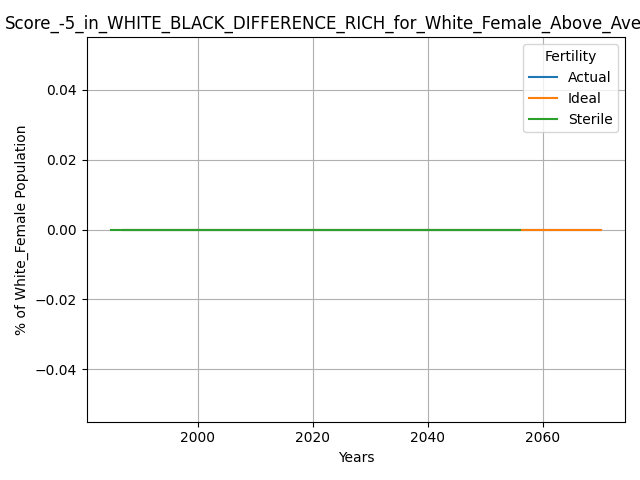 Score_-5_in_WHITE_BLACK_DIFFERENCE_RICH_for_White_Female_Above_Ave
Fertility
Actual
Ideal
Sterile
% of White_Female Population
0.04
0.02
0.00
−0.02
−0.04
2000 2020 2040 2060
Years